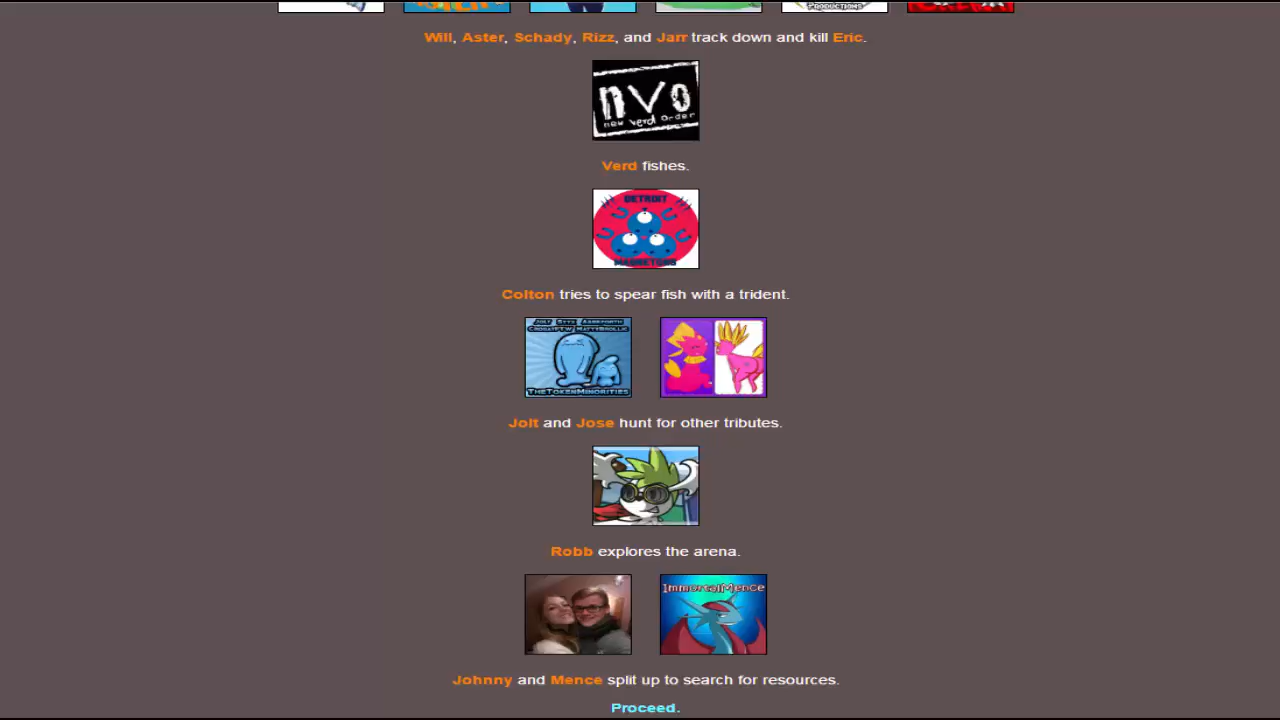 PRODUCTIONS
Will, Aster, Schady, Rizz, and Jarr track down and kill Eric.
nVo
new verd order
Verd fishes.
DETROIT
MAGNETONS
Colton tries to spear fish with a trident.
TheTokenMinorities
Jolt and Jose hunt for other tributes.
Robb explores the arena.
ImmortalMence
Johnny and Mence split up to search for resources.
Proceed.